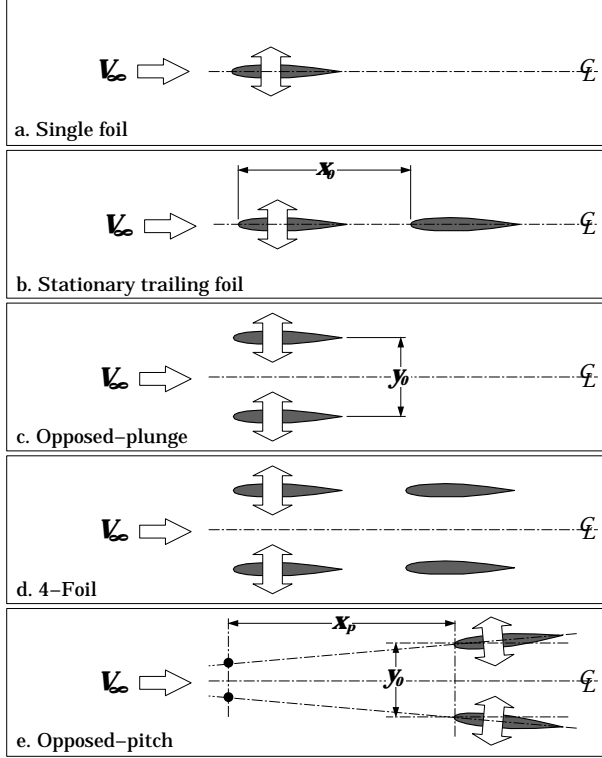 V∞ ℄
a. Single foil
x₀
V∞ ℄
b. Stationary trailing foil
V∞ y₀ ℄
c. Opposed–plunge
V∞ ℄
d. 4–Foil
xₚ
V∞ y₀ ℄
e. Opposed–pitch